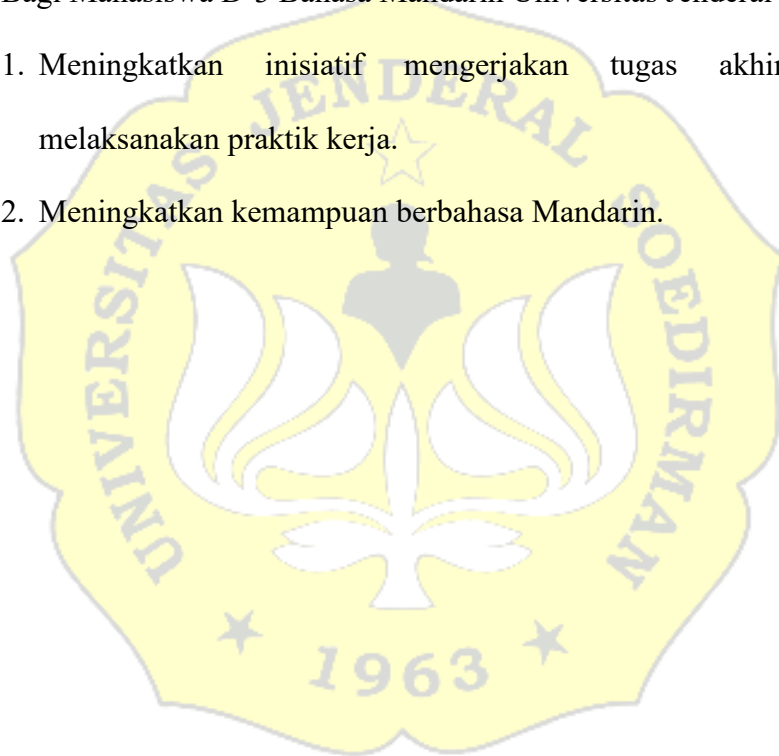 Bagi Mahasiswa D-3 Bahasa Mandarin Universitas Jenderal
1. Meningkatkan inisiatif mengerjakan tugas akhir
melaksanakan praktik kerja.
2. Meningkatkan kemampuan berbahasa Mandarin.
UNIVERSITAS JENDERAL SOEDIRMAN
1963